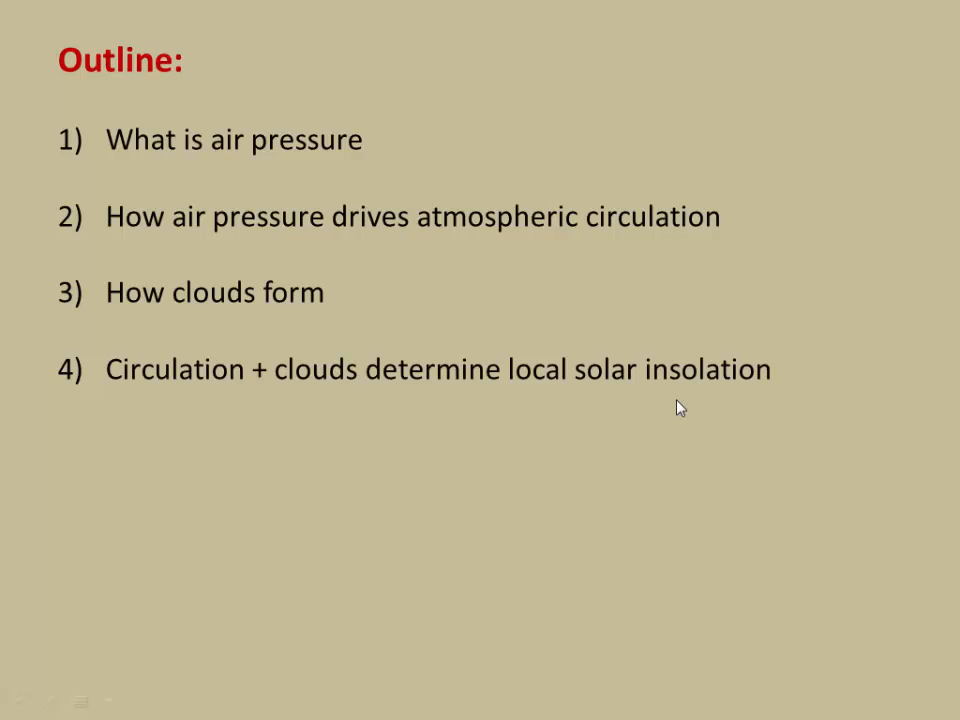 Outline:
1) What is air pressure
2) How air pressure drives atmospheric circulation
3) How clouds form
4) Circulation + clouds determine local solar insolation